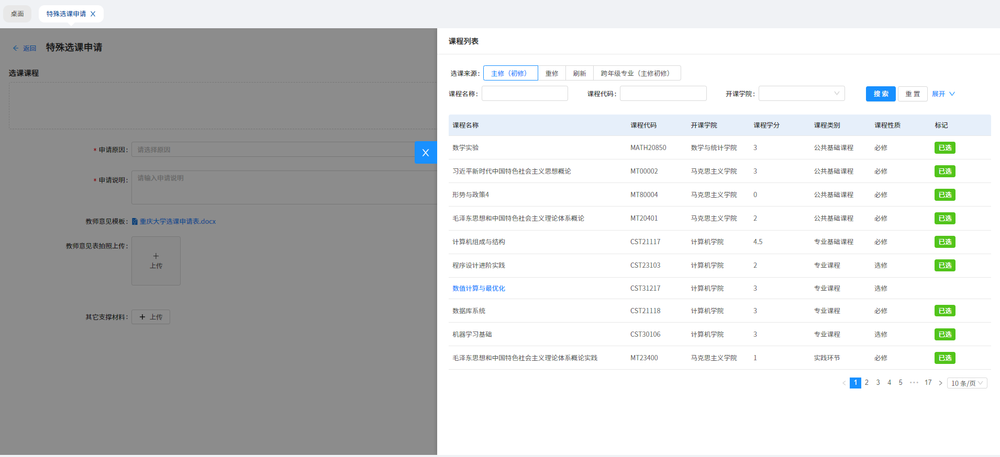 桌面 特殊选课申请 X
返回 特殊选课申请
选课课程
* 申请原因: 请选择原因
* 申请说明: 请输入申请说明
教师意见模板: 重庆大学选课申请表.docx
教师意见表拍照上传:
上传
其它支撑材料: + 上传
课程列表
选课来源: 主修（初修） 重修 刷新 跨年级专业（主修初修）
课程名称: 课程代码: 开课学院: 搜 索 重 置 展开
课程名称 课程代码 开课学院 课程学分 课程类别 课程性质 标记
数学实验 MATH20850 数学与统计学院 3 公共基础课程 必修 已选
习近平新时代中国特色社会主义思想概论 MT00002 马克思主义学院 3 公共基础课程 必修 已选
形势与政策4 MT80004 马克思主义学院 0 公共基础课程 必修 已选
毛泽东思想和中国特色社会主义理论体系概论 MT20401 马克思主义学院 2 公共基础课程 必修 已选
计算机组成与结构 CST21117 计算机学院 4.5 专业基础课程 必修 已选
程序设计进阶实践 CST23103 计算机学院 2 专业课程 选修 已选
数值计算与最优化 CST31217 计算机学院 3 专业课程 选修
数据库系统 CST21118 计算机学院 3 专业课程 必修 已选
机器学习基础 CST30106 计算机学院 3 专业课程 选修 已选
毛泽东思想和中国特色社会主义理论体系概论实践 MT23400 马克思主义学院 1 实践环节 必修 已选
< 1 2 3 4 5 ••• 17 > 10 条/页